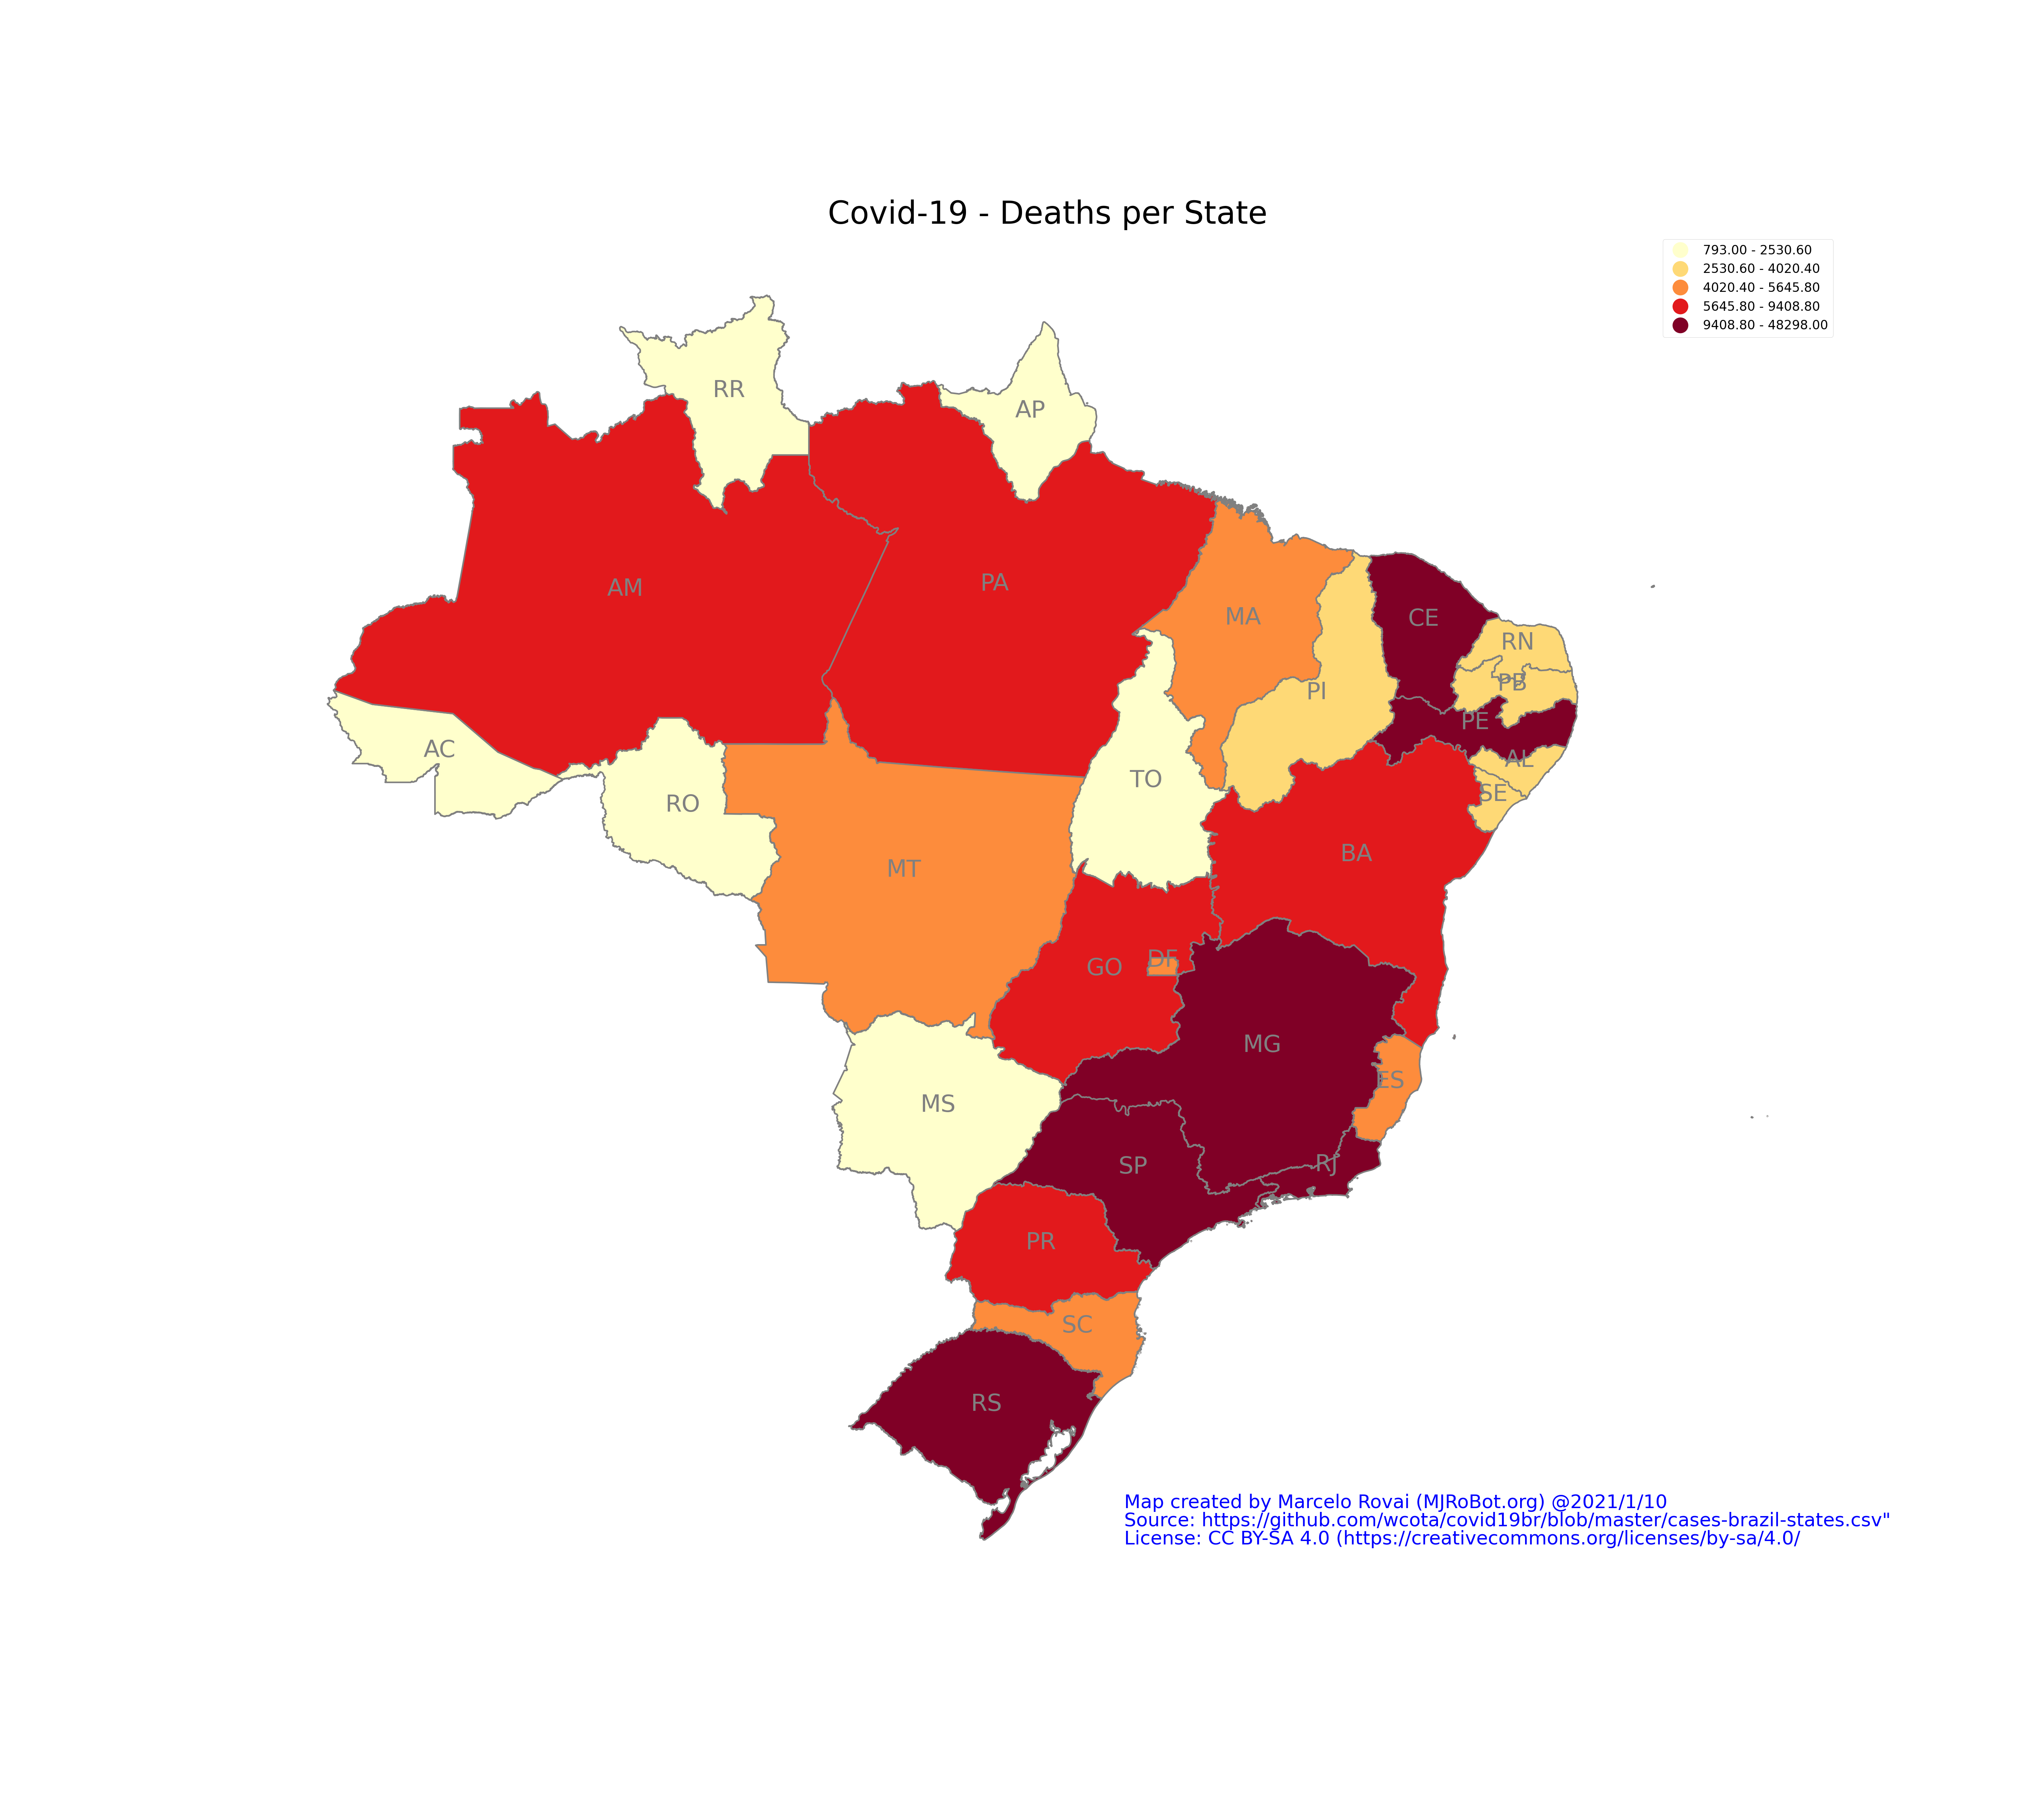 Covid-19 - Deaths per State
793.00 - 2530.60
2530.60 - 4020.40
4020.40 - 5645.80
5645.80 - 9408.80
9408.80 - 48298.00
RR
AP
AM
PA
MA
CE
RN
PI
PB
PE
AC
AL
TO
SE
RO
BA
MT
DF
GO
MG
ES
MS
RJ
SP
PR
SC
RS
Map created by Marcelo Rovai (MJRoBot.org) @2021/1/10
Source: https://github.com/wcota/covid19br/blob/master/cases-brazil-states.csv"
License: CC BY-SA 4.0 (https://creativecommons.org/licenses/by-sa/4.0/